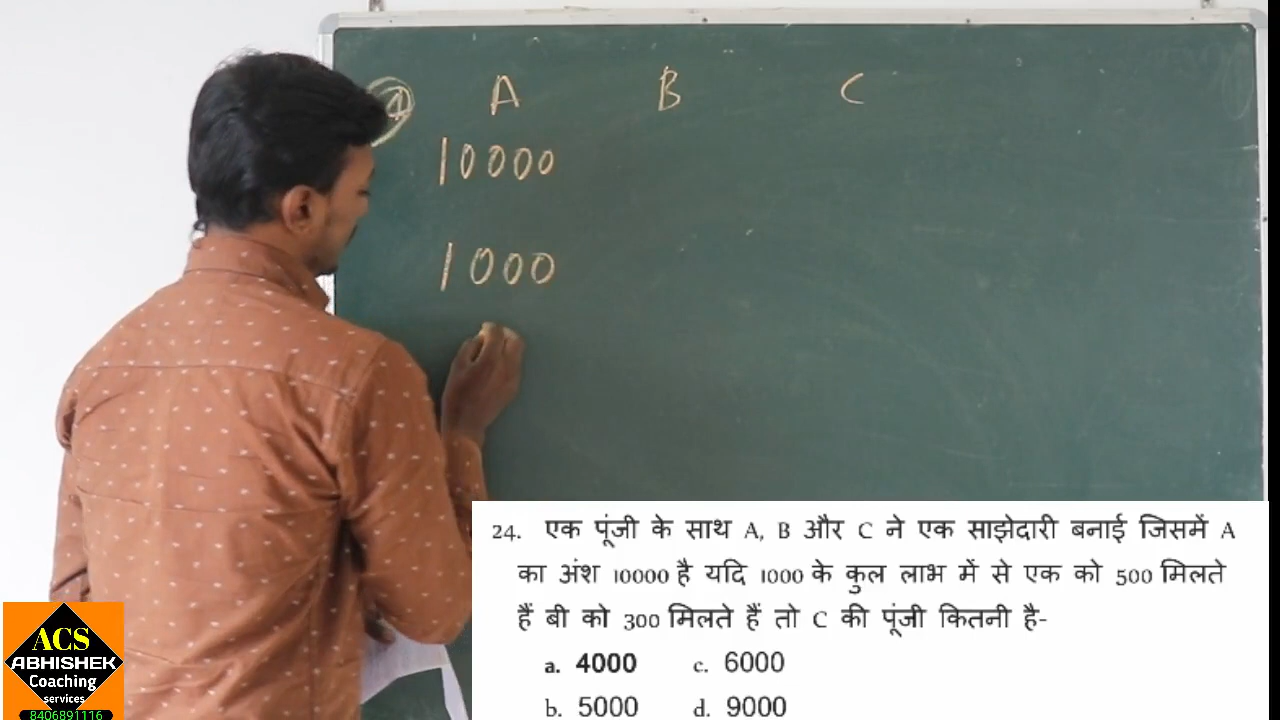 A B C
10000
1000
24. एक पूंजी के साथ A, B और C ने एक साझेदारी बनाई जिसमें A
का अंश 10000 है यदि 1000 के कुल लाभ में से एक को 500 मिलते
हैं बी को 300 मिलते हैं तो C की पूंजी कितनी है-
a. 4000 c. 6000
b. 5000 d. 9000
ACS
ABHISHEK
Coaching
services
8406891116